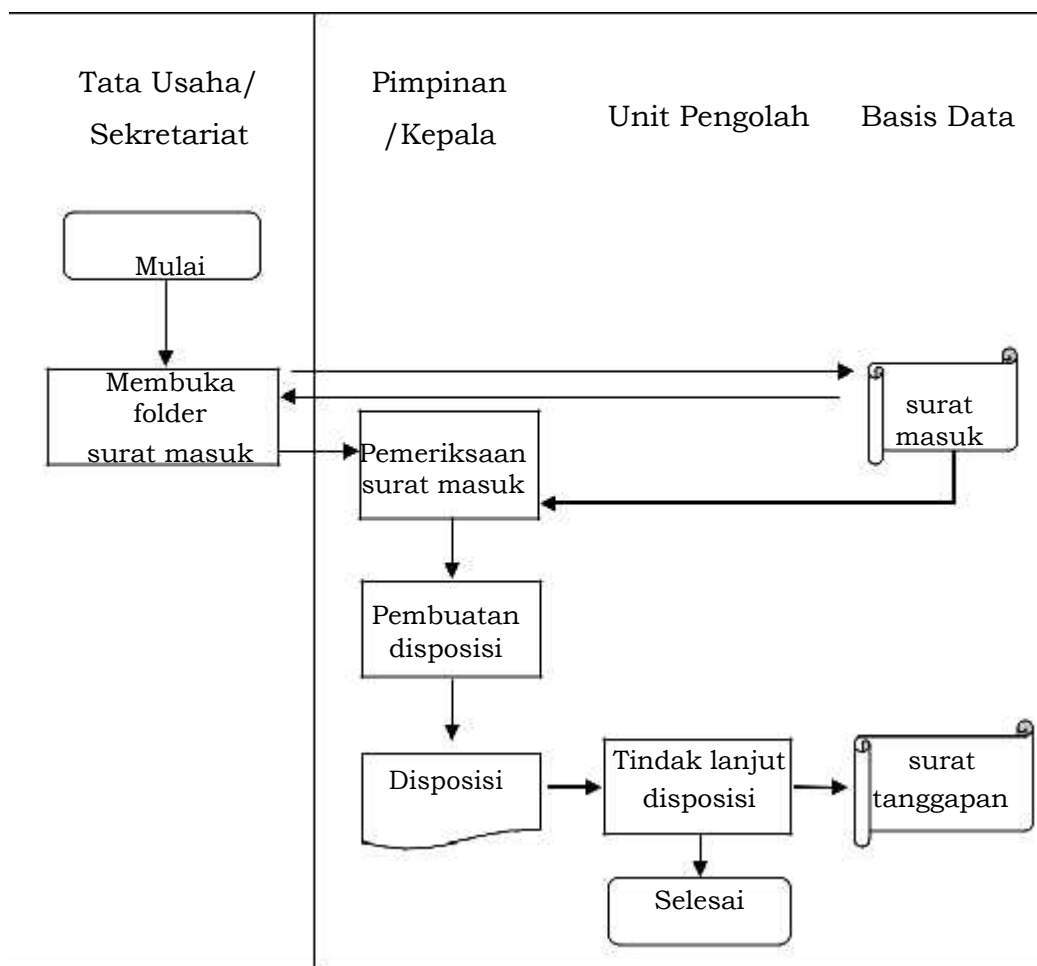 Tata Usaha/
Sekretariat
Pimpinan
/Kepala
Unit Pengolah
Basis Data
Mulai
Membuka
folder
surat masuk
surat
masuk
Pemeriksaan
surat masuk
Pembuatan
disposisi
Disposisi
Tindak lanjut
disposisi
surat
tanggapan
Selesai